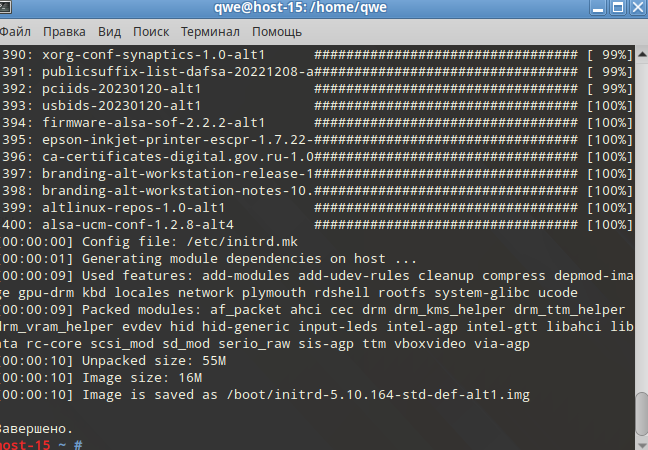 qwe@host-15: /home/qwe
Файл Правка Вид Поиск Терминал Помощь
390: xorg-conf-synaptics-1.0-alt1 ################################# [ 99%]
391: publicsuffix-list-dafsa-20221208-a################################# [ 99%]
392: pciids-20230120-alt1 ################################# [ 99%]
393: usbids-20230120-alt1 ################################# [100%]
394: firmware-alsa-sof-2.2.2-alt1 ################################# [100%]
395: epson-inkjet-printer-escpr-1.7.22-################################# [100%]
396: ca-certificates-digital.gov.ru-1.0################################# [100%]
397: branding-alt-workstation-release-1################################# [100%]
398: branding-alt-workstation-notes-10.################################# [100%]
399: altlinux-repos-1.0-alt1 ################################# [100%]
400: alsa-ucm-conf-1.2.8-alt4 ################################# [100%]
[00:00:00] Config file: /etc/initrd.mk
[00:00:01] Generating module dependencies on host ...
[00:00:09] Used features: add-modules add-udev-rules cleanup compress depmod-ima
ge gpu-drm kbd locales network plymouth rdshell rootfs system-glibc ucode
[00:00:09] Packed modules: af_packet ahci cec drm drm_kms_helper drm_ttm_helper
drm_vram_helper evdev hid hid-generic input-leds intel-agp intel-gtt libahci lib
ata rc-core scsi_mod sd_mod serio_raw sis-agp ttm vboxvideo via-agp
[00:00:10] Unpacked size: 55M
[00:00:10] Image size: 16M
[00:00:10] Image is saved as /boot/initrd-5.10.164-std-def-alt1.img
Завершено.
host-15 ~ #